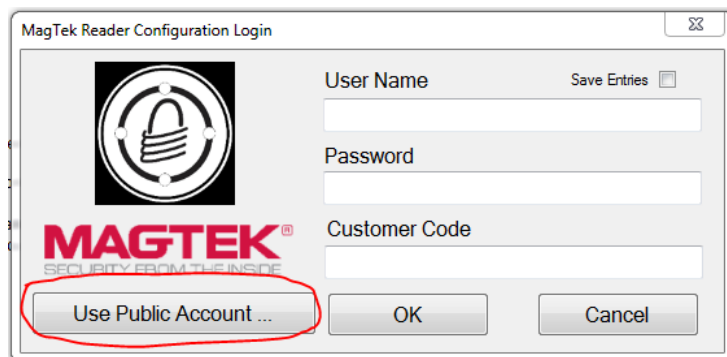 MagTek Reader Configuration Login
User Name
Save Entries
Password
Customer Code
MAGTEK®
SECURITY FROM THE INSIDE
Use Public Account ...
OK
Cancel